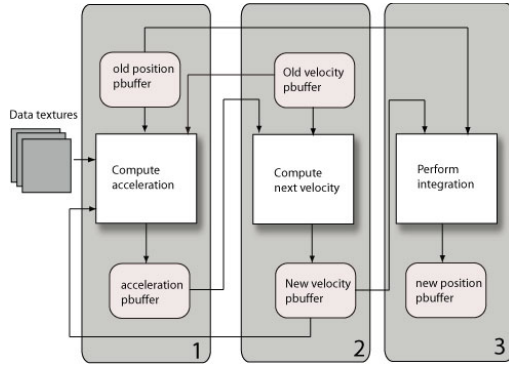 old position
pbuffer
Old velocity
pbuffer
Data textures
Compute
acceleration
Compute
next velocity
Perform
integration
acceleration
pbuffer
New velocity
pbuffer
new position
pbuffer
1
2
3